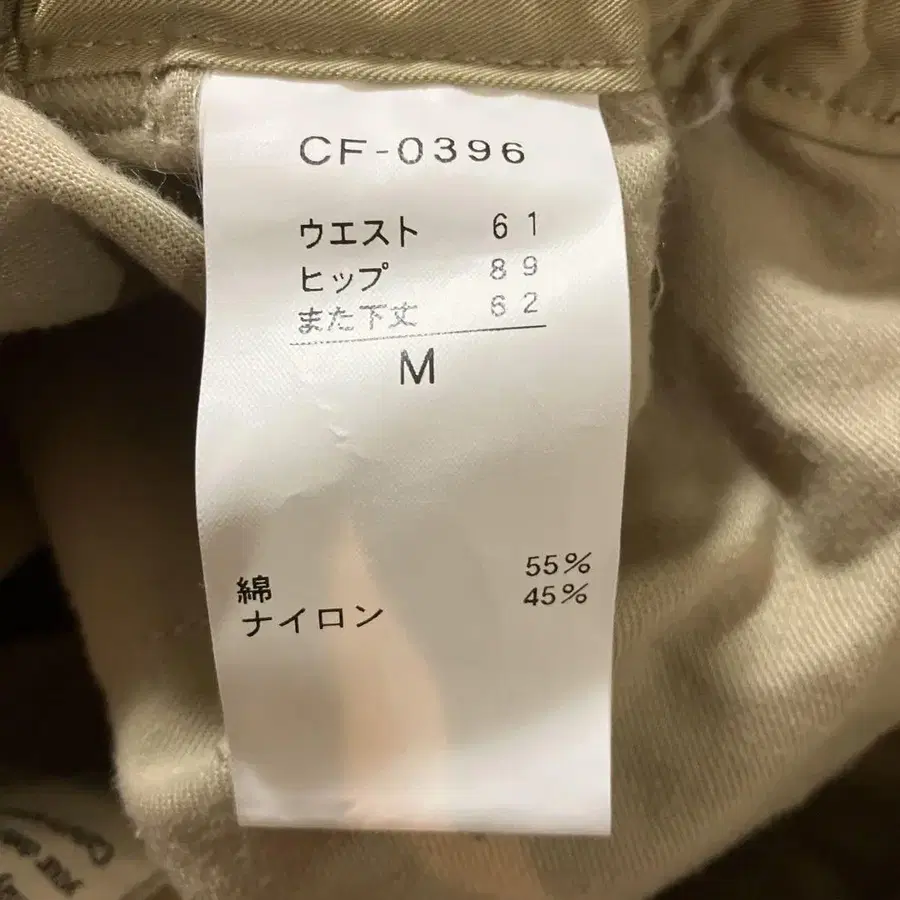 CF-0396
ウエスト 61
ヒップ 89
また下丈 62
M
綿 55%
ナイロン 45%